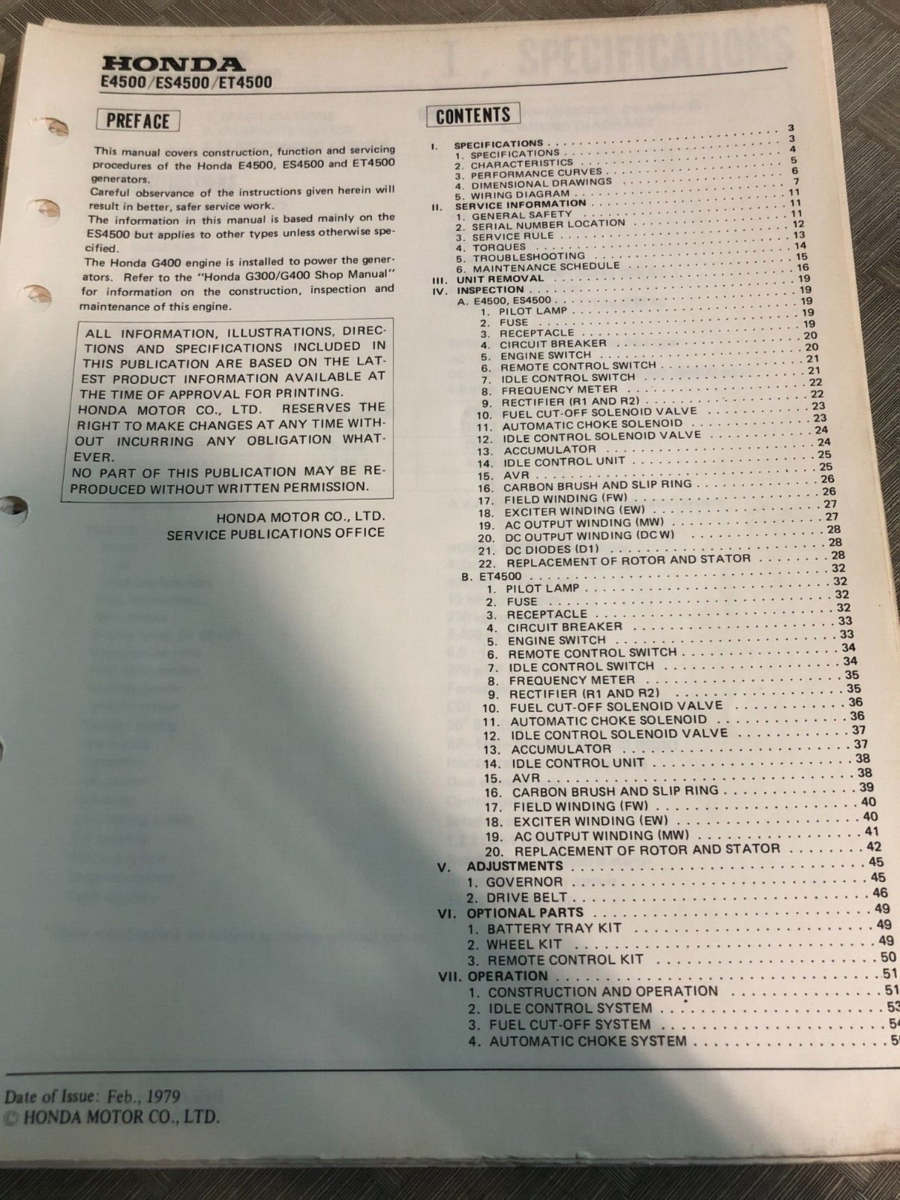 HONDA
E4500/ES4500/ET4500
PREFACE
This manual covers construction, function and servicing
procedures of the Honda E4500, ES4500 and ET4500
generators.
Careful observance of the instructions given herein will
result in better, safer service work.
The information in this manual is based mainly on the
ES4500 but applies to other types unless otherwise spe-
cified.
The Honda G400 engine is installed to power the gener-
ators. Refer to the "Honda G300/G400 Shop Manual"
for information on the construction, inspection and
maintenance of this engine.
ALL INFORMATION, ILLUSTRATIONS, DIREC-
TIONS AND SPECIFICATIONS INCLUDED IN
THIS PUBLICATION ARE BASED ON THE LAT-
EST PRODUCT INFORMATION AVAILABLE AT
THE TIME OF APPROVAL FOR PRINTING.
HONDA MOTOR CO., LTD. RESERVES THE
RIGHT TO MAKE CHANGES AT ANY TIME WITH-
OUT INCURRING ANY OBLIGATION WHAT-
EVER.
NO PART OF THIS PUBLICATION MAY BE RE-
PRODUCED WITHOUT WRITTEN PERMISSION.
HONDA MOTOR CO., LTD.
SERVICE PUBLICATIONS OFFICE
CONTENTS
I. SPECIFICATIONS 3
1. SPECIFICATIONS 3
2. CHARACTERISTICS 4
3. PERFORMANCE CURVES 5
4. DIMENSIONAL DRAWINGS 6
5. WIRING DIAGRAM 7
II. SERVICE INFORMATION 11
1. GENERAL SAFETY 11
2. SERIAL NUMBER LOCATION 11
3. SERVICE RULE 12
4. TORQUES 13
5. TROUBLESHOOTING 14
6. MAINTENANCE SCHEDULE 15
III. UNIT REMOVAL 16
IV. INSPECTION 19
A. E4500, ES4500 19
1. PILOT LAMP 19
2. FUSE 19
3. RECEPTACLE 19
4. CIRCUIT BREAKER 20
5. ENGINE SWITCH 20
6. REMOTE CONTROL SWITCH 21
7. IDLE CONTROL SWITCH 21
8. FREQUENCY METER 22
9. RECTIFIER (R1 AND R2) 22
10. FUEL CUT-OFF SOLENOID VALVE 23
11. AUTOMATIC CHOKE SOLENOID 23
12. IDLE CONTROL SOLENOID VALVE 24
13. ACCUMULATOR 24
14. IDLE CONTROL UNIT 25
15. AVR 25
16. CARBON BRUSH AND SLIP RING 26
17. FIELD WINDING (FW) 26
18. EXCITER WINDING (EW) 27
19. AC OUTPUT WINDING (MW) 27
20. DC OUTPUT WINDING (DCW) 28
21. DC DIODES (D1) 28
22. REPLACEMENT OF ROTOR AND STATOR 28
B. ET4500 32
1. PILOT LAMP 32
2. FUSE 32
3. RECEPTACLE 32
4. CIRCUIT BREAKER 33
5. ENGINE SWITCH 33
6. REMOTE CONTROL SWITCH 34
7. IDLE CONTROL SWITCH 34
8. FREQUENCY METER 35
9. RECTIFIER (R1 AND R2) 35
10. FUEL CUT-OFF SOLENOID VALVE 36
11. AUTOMATIC CHOKE SOLENOID 36
12. IDLE CONTROL SOLENOID VALVE 37
13. ACCUMULATOR 37
14. IDLE CONTROL UNIT 38
15. AVR 38
16. CARBON BRUSH AND SLIP RING 39
17. FIELD WINDING (FW) 40
18. EXCITER WINDING (EW) 40
19. AC OUTPUT WINDING (MW) 41
20. REPLACEMENT OF ROTOR AND STATOR 42
V. ADJUSTMENTS 45
1. GOVERNOR 45
2. DRIVE BELT 46
VI. OPTIONAL PARTS 49
1. BATTERY TRAY KIT 49
2. WHEEL KIT 49
3. REMOTE CONTROL KIT 50
VII. OPERATION 51
1. CONSTRUCTION AND OPERATION 51
2. IDLE CONTROL SYSTEM 53
3. FUEL CUT-OFF SYSTEM 54
4. AUTOMATIC CHOKE SYSTEM
Date of Issue: Feb., 1979
© HONDA MOTOR CO., LTD.